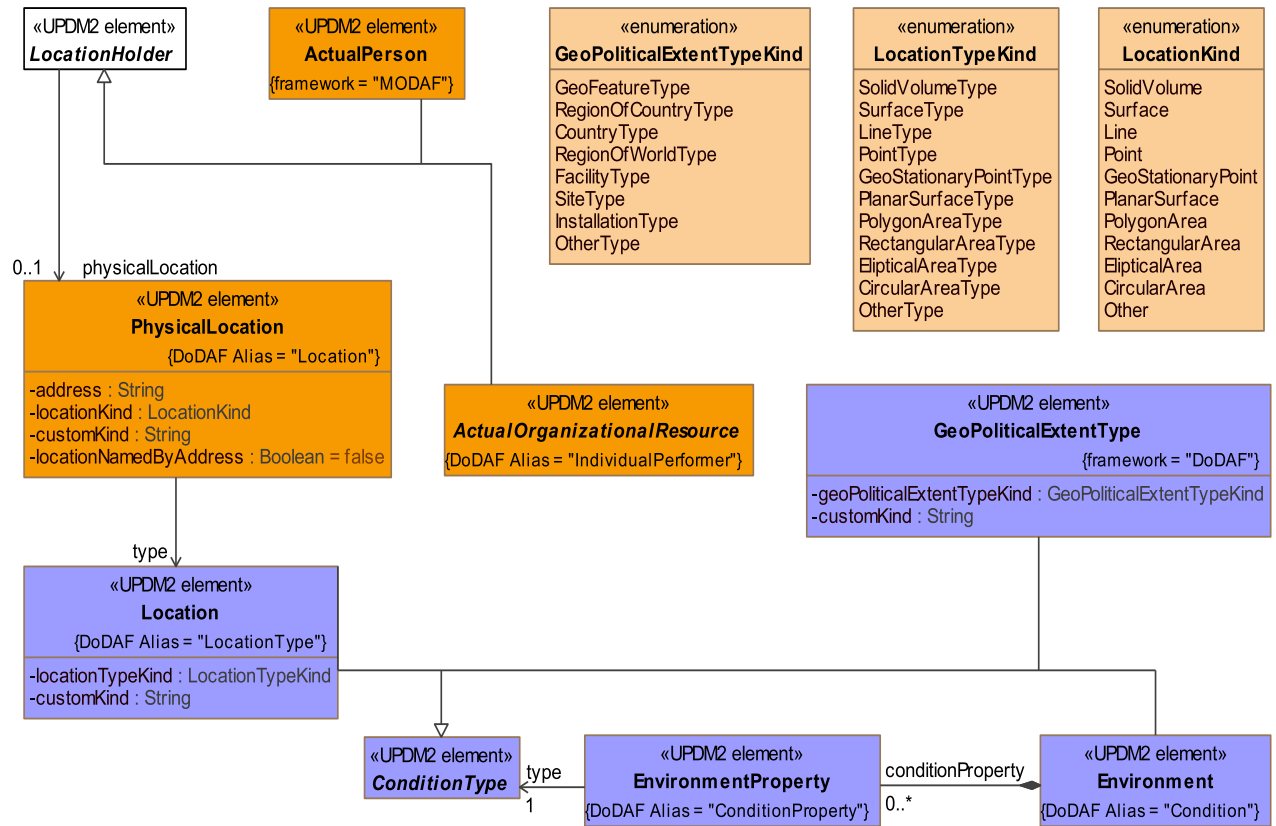 «UPDM2 element»
LocationHolder
«UPDM2 element»
ActualPerson
{framework = "MODAF"}
«enumeration»
GeoPoliticalExtentTypeKind
GeoFeatureType
RegionOfCountryType
CountryType
RegionOfWorldType
FacilityType
SiteType
InstallationType
OtherType
«enumeration»
LocationTypeKind
SolidVolumeType
SurfaceType
LineType
PointType
GeoStationaryPointType
PlanarSurfaceType
PolygonAreaType
RectangularAreaType
ElipticalAreaType
CircularAreaType
OtherType
«enumeration»
LocationKind
SolidVolume
Surface
Line
Point
GeoStationaryPoint
PlanarSurface
PolygonArea
RectangularArea
ElipticalArea
CircularArea
Other
0..1
physicalLocation
«UPDM2 element»
PhysicalLocation
{DoDAF Alias = "Location"}
-address : String
-locationKind : LocationKind
-customKind : String
-locationNamedByAddress : Boolean = false
«UPDM2 element»
ActualOrganizationalResource
{DoDAF Alias = "IndividualPerformer"}
«UPDM2 element»
GeoPoliticalExtentType
{framework = "DoDAF"}
-geoPoliticalExtentTypeKind : GeoPoliticalExtentTypeKind
-customKind : String
type
«UPDM2 element»
Location
{DoDAF Alias = "LocationType"}
-locationTypeKind : LocationTypeKind
-customKind : String
«UPDM2 element»
ConditionType
type
1
«UPDM2 element»
EnvironmentProperty
{DoDAF Alias = "ConditionProperty"}
conditionProperty
0..*
«UPDM2 element»
Environment
{DoDAF Alias = "Condition"}